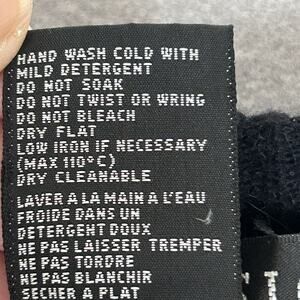 HAND WASH COLD WITH
MILD DETERGENT
DO NOT SOAK
DO NOT TWIST OR WRING
DO NOT BLEACH
DRY FLAT
LOW IRON IF NECESSARY
(MAX 110°C)
DRY CLEANABLE
LAVER A LA MAIN A L'EAU
FROIDE DANS UN
DETERGENT DOUX
NE PAS LAISSER TREMPER
NE PAS TORDRE
NE PAS BLANCHIR
SECHER A PLAT